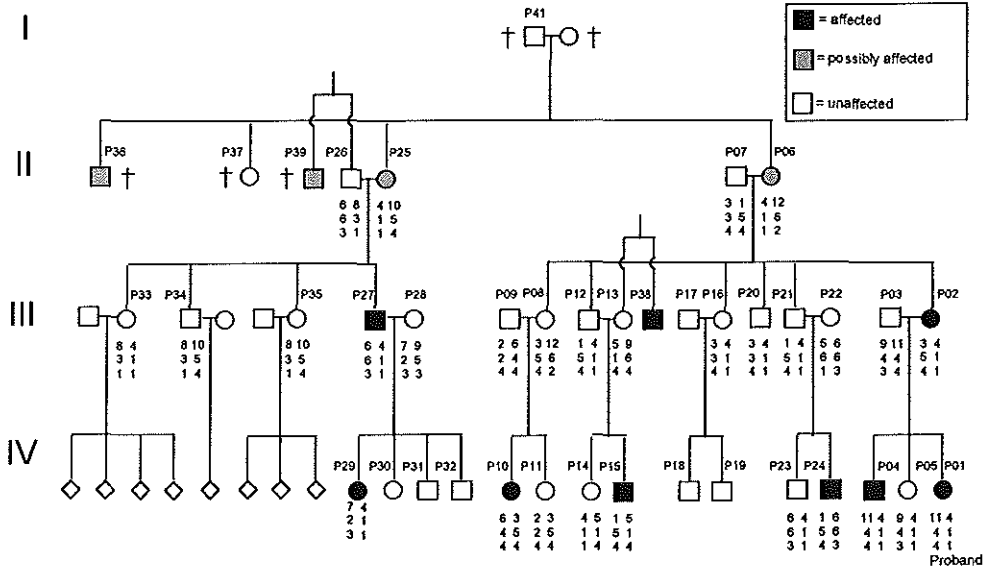 I
P41
† †
= affected
= possibly affected
= unaffected
II
P36 † † P37 † P39 P26 P25 P07 P06
6 8 4 10 3 1 4 12
6 3 1 5 3 5 1 6
3 1 1 4 4 4 1 2
III
P33 P34 P35 P27 P28 P09 P08 P12 P13 P38 P17 P16 P20 P21 P22 P03 P02
8 4 8 10 8 10 6 4 7 9 2 6 3 12 1 4 5 9 3 4 3 4 1 4 5 6 9 11 3 4
3 1 3 5 3 5 6 1 2 5 2 4 5 6 5 1 1 6 3 1 3 1 5 1 6 6 4 4 5 1
1 1 1 4 1 4 3 1 3 3 4 4 4 2 4 1 4 4 4 1 4 1 4 1 1 3 3 4 4 1
IV
P29 P30 P31 P32 P10 P11 P14 P15 P18 P19 P23 P24 P04 P05 P01
7 4 6 3 2 3 4 5 1 5 6 4 1 6 11 4 9 4 11 4
2 1 4 5 2 5 1 1 5 1 6 1 5 6 4 1 4 1 4 1
3 1 4 4 4 4 1 4 4 4 3 1 4 3 4 1 3 1 4 1
Proband